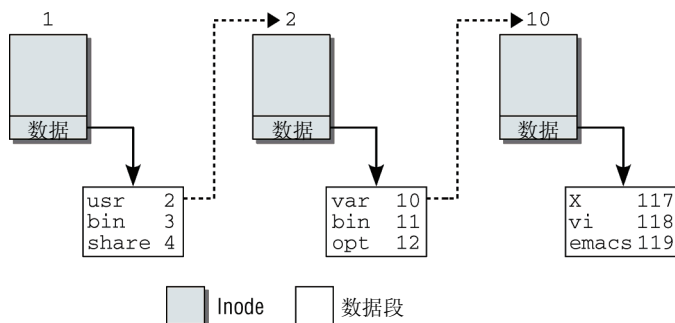 1
2
10
数据
数据
数据
usr 2
bin 3
share 4
var 10
bin 11
opt 12
X 117
vi 118
emacs 119
Inode
数据段